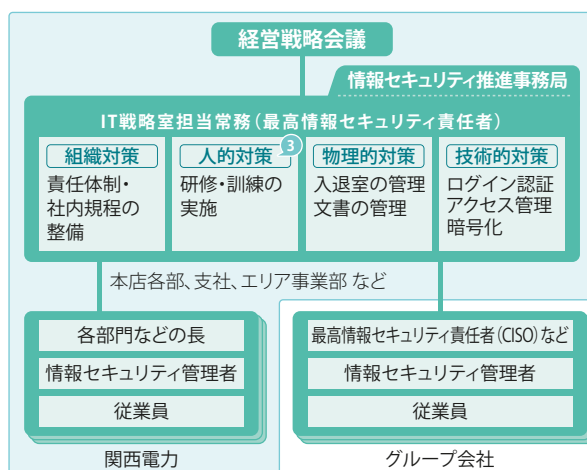 経営戦略会議
情報セキュリティ推進事務局
IT戦略室担当常務(最高情報セキュリティ責任者)
組織対策
責任体制・
社内規程の
整備
人的対策
3
研修・訓練の
実施
物理的対策
入退室の管理
文書の管理
技術的対策
ログイン認証
アクセス管理
暗号化
本店各部、支社、エリア事業部 など
各部門などの長
情報セキュリティ管理者
従業員
関西電力
最高情報セキュリティ責任者(CISO)など
情報セキュリティ管理者
従業員
グループ会社